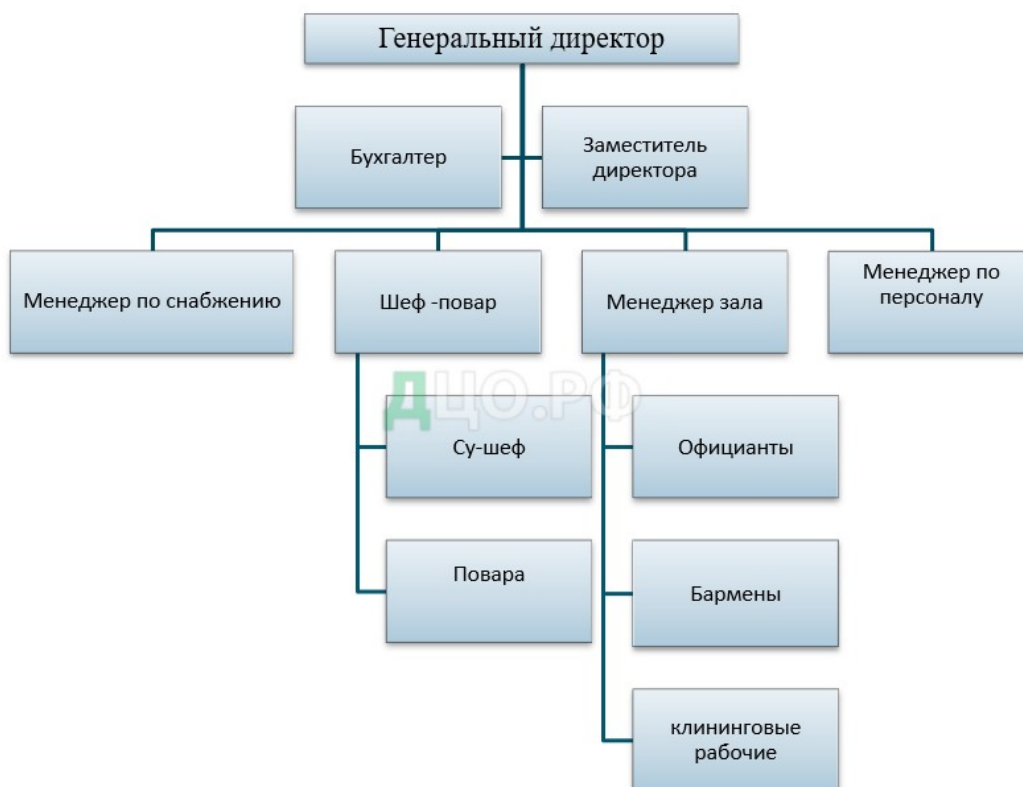 Генеральный директор
Бухгалтер
Заместитель
директора
Менеджер по снабжению
Шеф -повар
Менеджер зала
Менеджер по
персоналу
ДЦО.РФ
Су-шеф
Официанты
Повара
Бармены
клининговые
рабочие